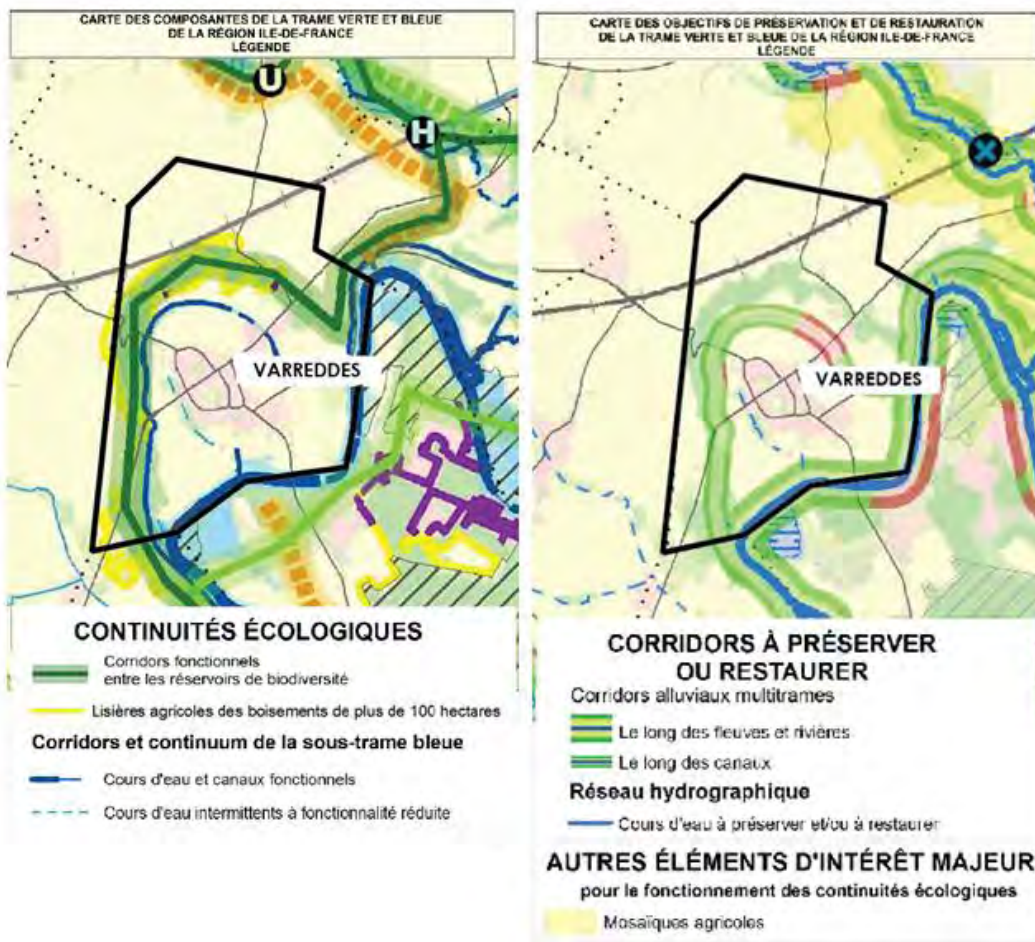 CARTE DES COMPOSANTES DE LA TRAME VERTE ET BLEUE
DE LA RÉGION ILE-DE-FRANCE
LÉGENDE
U
H
VARREDDES
CONTINUITÉS ÉCOLOGIQUES
Corridors fonctionnels
entre les réservoirs de biodiversité
Lisières agricoles des boisements de plus de 100 hectares
Corridors et continuum de la sous-trame bleue
Cours d'eau et canaux fonctionnels
Cours d'eau intermittents à fonctionnalité réduite
CARTE DES OBJECTIFS DE PRÉSERVATION ET DE RESTAURATION
DE LA TRAME VERTE ET BLEUE DE LA RÉGION ILE-DE-FRANCE
LÉGENDE
VARREDDES
CORRIDORS À PRÉSERVER
OU RESTAURER
Corridors alluviaux multitrames
Le long des fleuves et rivières
Le long des canaux
Réseau hydrographique
Cours d'eau à préserver et/ou à restaurer
AUTRES ÉLÉMENTS D'INTÉRÊT MAJEUR
pour le fonctionnement des continuités écologiques
Mosaïques agricoles